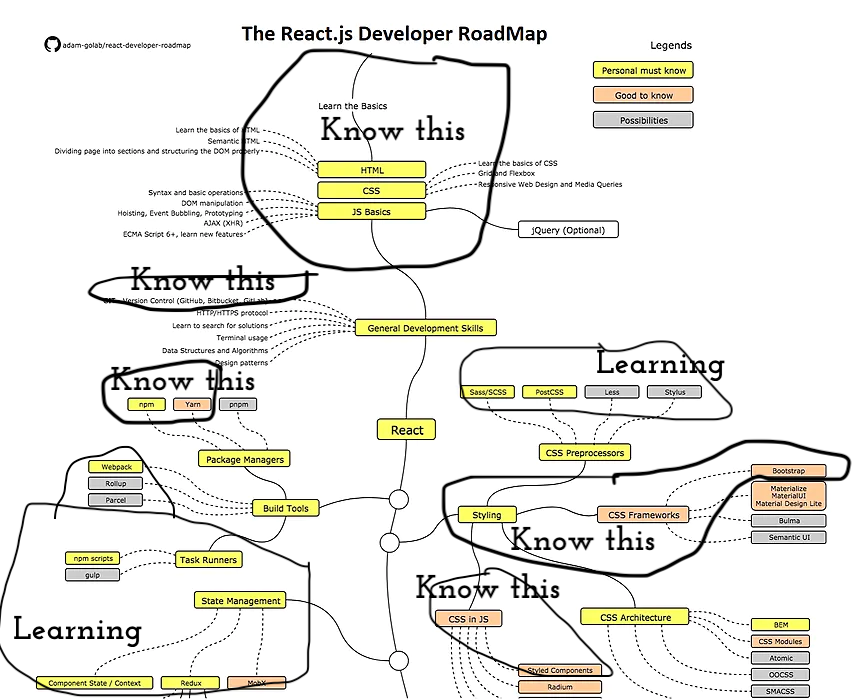 The React.js Developer RoadMap
adam-golab/react-developer-roadmap
Legends
Personal must know
Good to know
Possibilities
Learn the Basics
Know this
Learn the basics of HTML
Semantic HTML
Dividing page into sections and structuring the DOM properly
HTML
Learn the basics of CSS
Grid and Flexbox
Responsive Web Design and Media Queries
CSS
Syntax and basic operations
DOM manipulation
Hoisting, Event Bubbling, Prototyping
AJAX (XHR)
ECMA Script 6+, learn new features
JS Basics
jQuery (Optional)
Know this
Version Control (GitHub, Bitbucket, GitLab)
HTTP/HTTPS protocol
Learn to search for solutions
Terminal usage
Data Structures and Algorithms
Design patterns
General Development Skills
Know this
npm
Yarn
pnpm
Learning
Sass/SCSS
PostCSS
Less
Stylus
React
CSS Preprocessors
Package Managers
Webpack
Rollup
Parcel
Build Tools
Styling
CSS Frameworks
Bootstrap
Materialize
MaterialUI
Material Design Lite
Bulma
Semantic UI
Know this
npm scripts
gulp
Task Runners
Know this
State Management
CSS in JS
CSS Architecture
Learning
BEM
CSS Modules
Atomic
OOCSS
SMACSS
Component State / Context
Redux
MobX
Styled Components
Radium